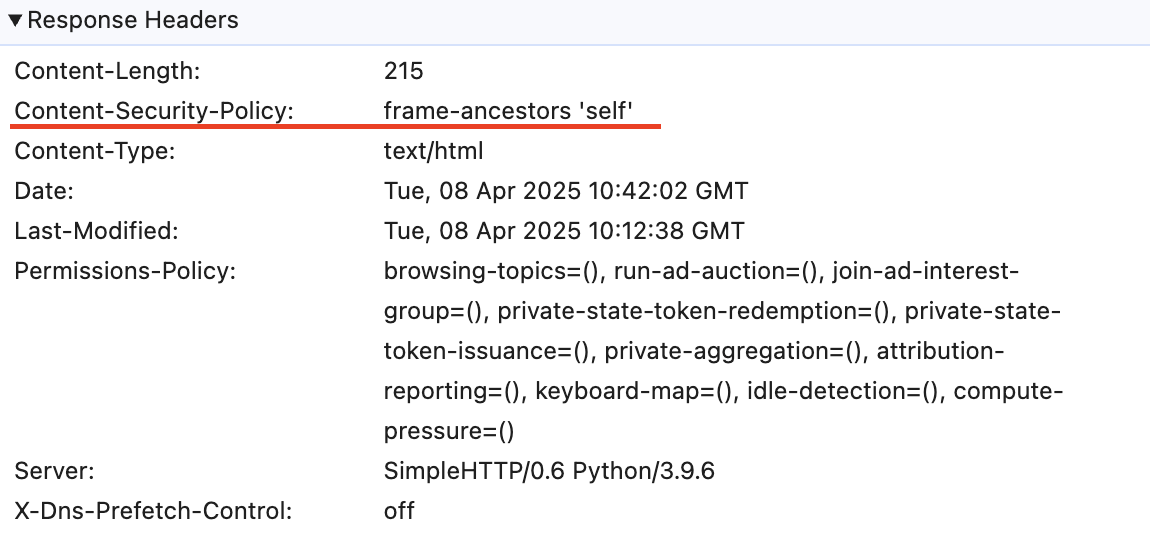 ▼Response Headers
Content-Length: 215
Content-Security-Policy: frame-ancestors 'self'
Content-Type: text/html
Date: Tue, 08 Apr 2025 10:42:02 GMT
Last-Modified: Tue, 08 Apr 2025 10:12:38 GMT
Permissions-Policy: browsing-topics=(), run-ad-auction=(), join-ad-interest-
group=(), private-state-token-redemption=(), private-state-
token-issuance=(), private-aggregation=(), attribution-
reporting=(), keyboard-map=(), idle-detection=(), compute-
pressure=()
Server: SimpleHTTP/0.6 Python/3.9.6
X-Dns-Prefetch-Control: off